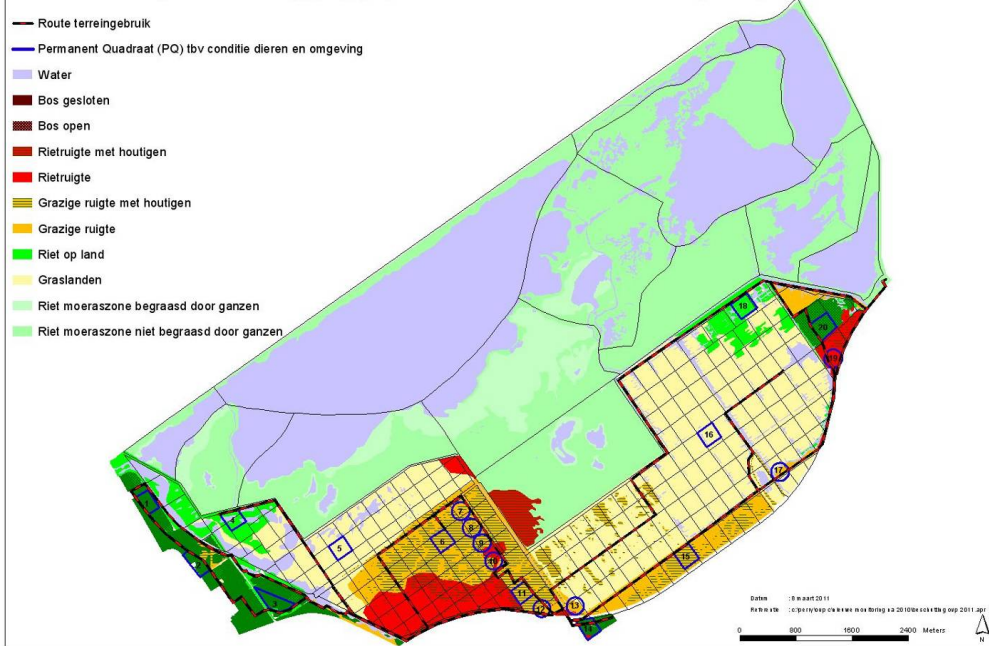 Route terreingebruik
Permanent Quadraat (PQ) tbv conditie dieren en omgeving
Water
Bos gesloten
Bos open
Rietruigte met houtigen
Rietruigte
Grazige ruigte met houtigen
Grazige ruigte
Riet op land
Graslanden
Riet moeraszone begraasd door ganzen
Riet moeraszone niet begraasd door ganzen
18
20
19
16
17
1
4
7
8
5
6
9
10
15
2
11
3
12
13
14
Datum : 8 maart 2011
Referentie
0 800 1600 2400 Meters
N